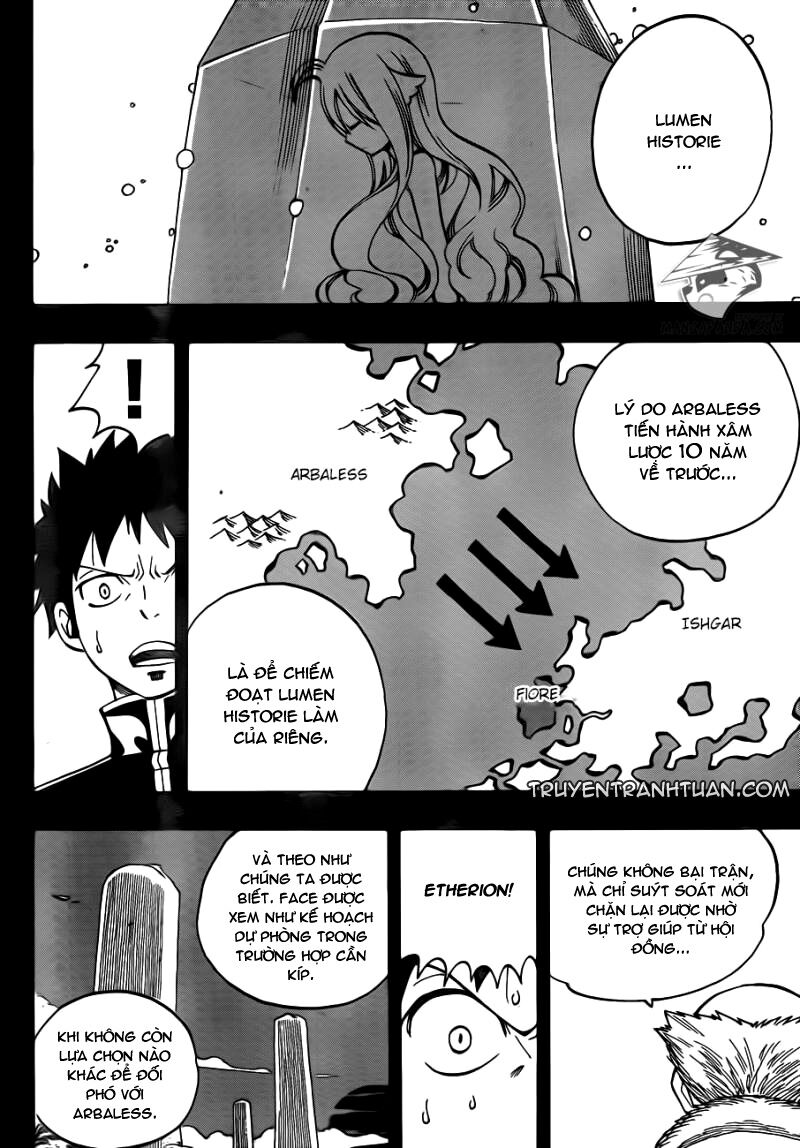 LUMEN
HISTORIE
...
!
LÝ DO ARBALESS
TIẾN HÀNH XÂM
LƯỢC 10 NĂM
VỀ TRƯỚC...
ARBALESS
ISHGAR
FIORE
LÀ ĐỂ CHIẾM
ĐOẠT LUMEN
HISTORIE LÀM
CỦA RIÊNG.
TRUYENTRANHTUAN.COM
CHÚNG KHÔNG BẠI TRẬN,
MÀ CHỈ SUÝT SOÁT MỚI
CHẶN LẠI ĐƯỢC NHỜ
SỰ TRỢ GIÚP TỪ HỘI
ĐỒNG...
ETHERION!
VÀ THEO NHƯ
CHÚNG TA ĐƯỢC
BIẾT. FACE ĐƯỢC
XEM NHƯ KẾ HOẠCH
DỰ PHÒNG TRONG
TRƯỜNG HỢP CẦN
KÍP.
KHI KHÔNG CÒN
LỰA CHỌN NÀO
KHÁC ĐỂ ĐỐI
PHÓ VỚI
ARBALESS.